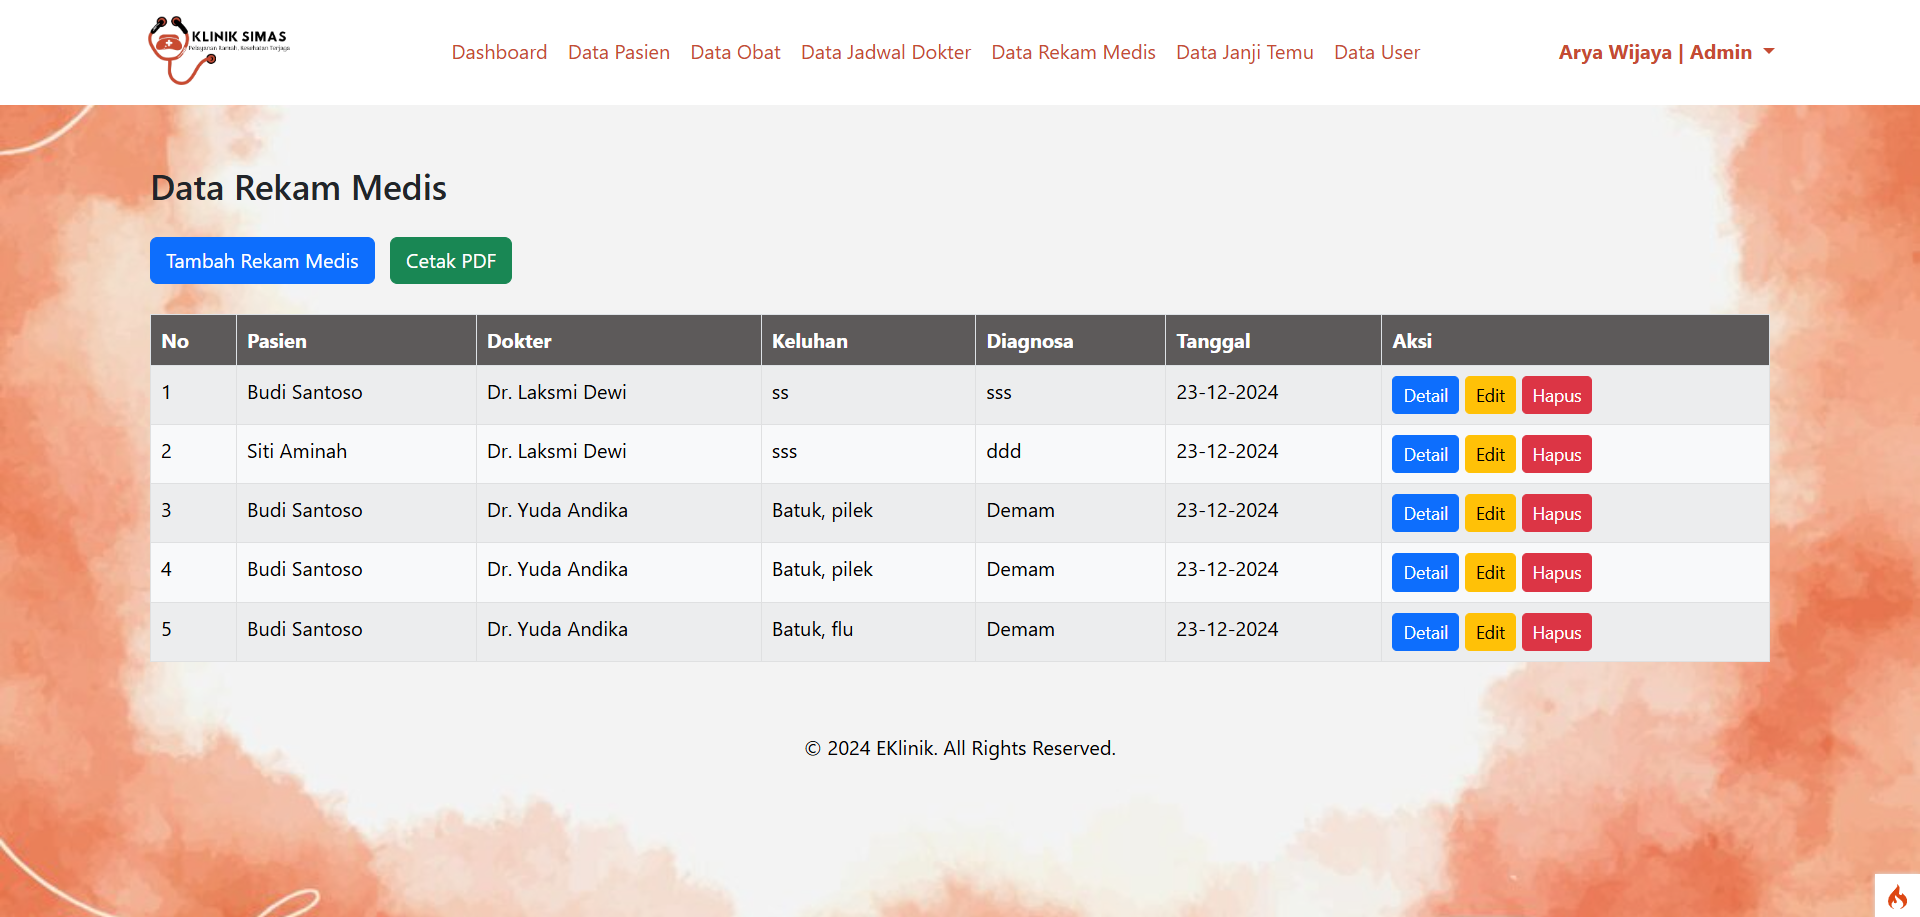 KLINIK SIMAS
Pelayanan Ramah, Kesehatan Terjaga
Dashboard Data Pasien Data Obat Data Jadwal Dokter Data Rekam Medis Data Janji Temu Data User
Arya Wijaya | Admin
Data Rekam Medis
Tambah Rekam Medis Cetak PDF
No Pasien Dokter Keluhan Diagnosa Tanggal Aksi
1 Budi Santoso Dr. Laksmi Dewi ss sss 23-12-2024 Detail Edit Hapus
2 Siti Aminah Dr. Laksmi Dewi sss ddd 23-12-2024 Detail Edit Hapus
3 Budi Santoso Dr. Yuda Andika Batuk, pilek Demam 23-12-2024 Detail Edit Hapus
4 Budi Santoso Dr. Yuda Andika Batuk, pilek Demam 23-12-2024 Detail Edit Hapus
5 Budi Santoso Dr. Yuda Andika Batuk, flu Demam 23-12-2024 Detail Edit Hapus
© 2024 EKlinik. All Rights Reserved.